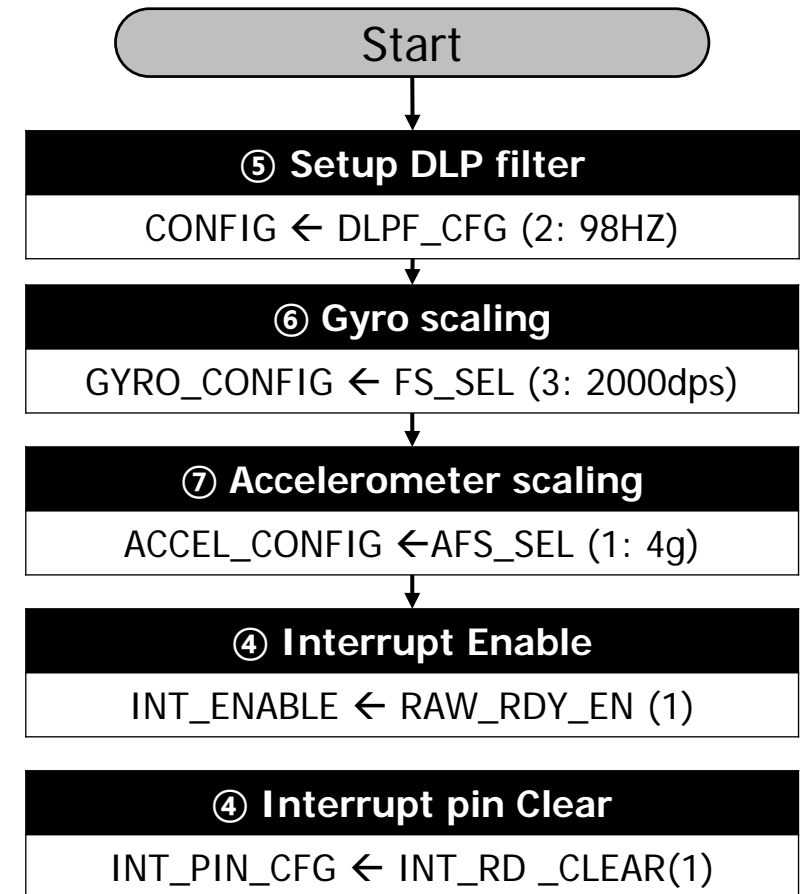 Start
⑤ Setup DLP filter
CONFIG ← DLPF_CFG (2: 98HZ)
⑥ Gyro scaling
GYRO_CONFIG ← FS_SEL (3: 2000dps)
⑦ Accelerometer scaling
ACCEL_CONFIG ←AFS_SEL (1: 4g)
④ Interrupt Enable
INT_ENABLE ← RAW_RDY_EN (1)
④ Interrupt pin Clear
INT_PIN_CFG ← INT_RD _CLEAR(1)